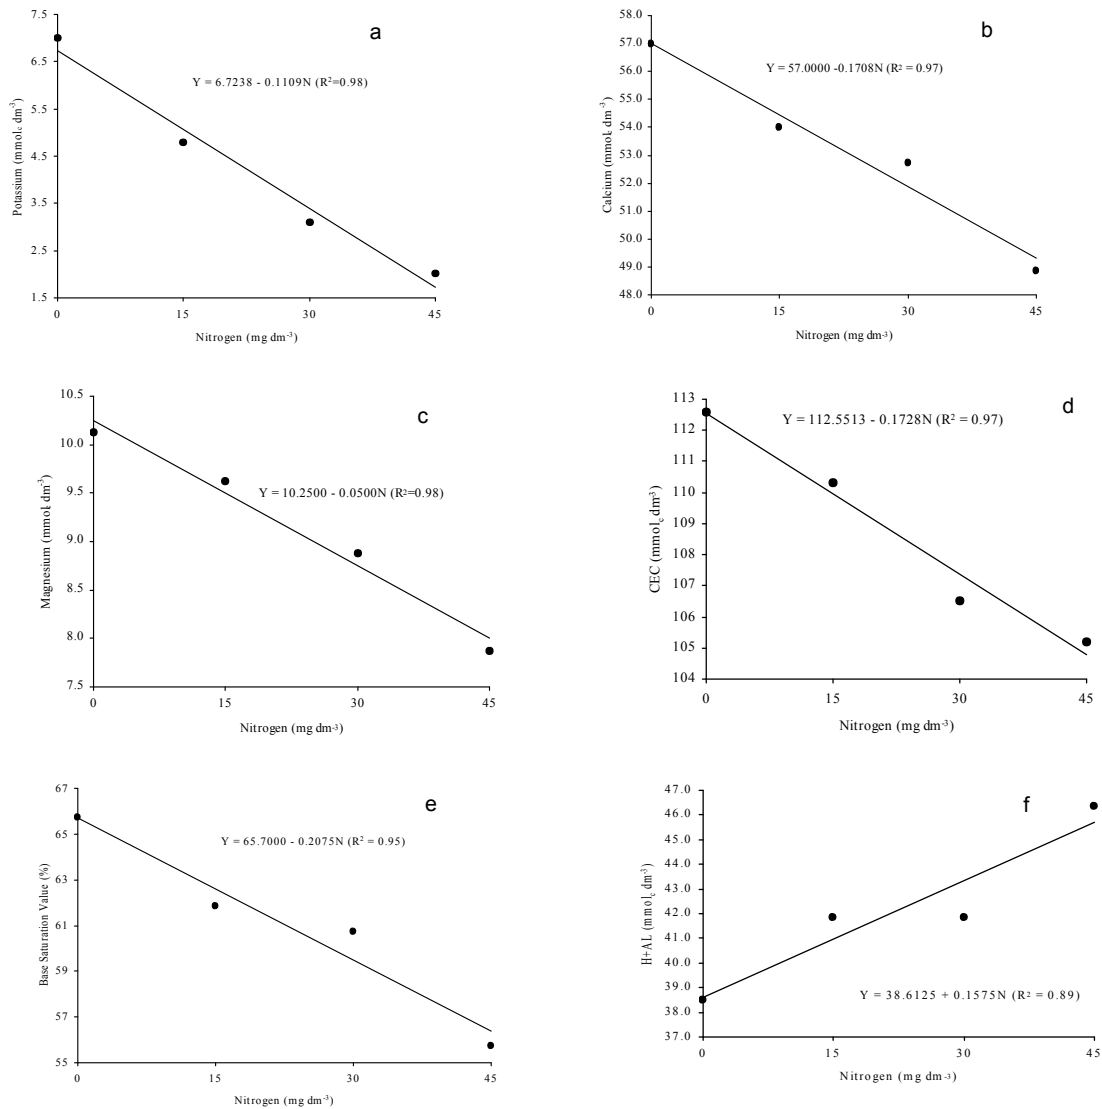 a
Y = 6.7238 - 0.1109N (R²=0.98)
Potassium (mmolc dm-3)
7.5
6.5
5.5
4.5
3.5
2.5
1.5
0 15 30 45
Nitrogen (mg dm-3)
b
Y = 57.0000 -0.1708N (R² = 0.97)
Calcium (mmolc dm-3)
58.0
57.0
56.0
55.0
54.0
53.0
52.0
51.0
50.0
49.0
48.0
0 15 30 45
Nitrogen (mg dm-3)
c
Y = 10.2500 - 0.0500N (R²=0.98)
Magnesium (mmolc dm-3)
10.5
10.0
9.5
9.0
8.5
8.0
7.5
0 15 30 45
Nitrogen (mg dm-3)
d
Y = 112.5513 - 0.1728N (R² = 0.97)
CEC (mmolc dm-3)
113
112
111
110
109
108
107
106
105
104
0 15 30 45
Nitrogen (mg dm-3)
e
Y = 65.7000 - 0.2075N (R² = 0.95)
Base Saturation Value (%)
67
65
63
61
59
57
55
0 15 30 45
Nitrogen (mg dm-3)
f
Y = 38.6125 + 0.1575N (R² = 0.89)
H+AL (mmolc dm-3)
47.0
46.0
45.0
44.0
43.0
42.0
41.0
40.0
39.0
38.0
37.0
0 15 30 45
Nitrogen (mg dm-3)